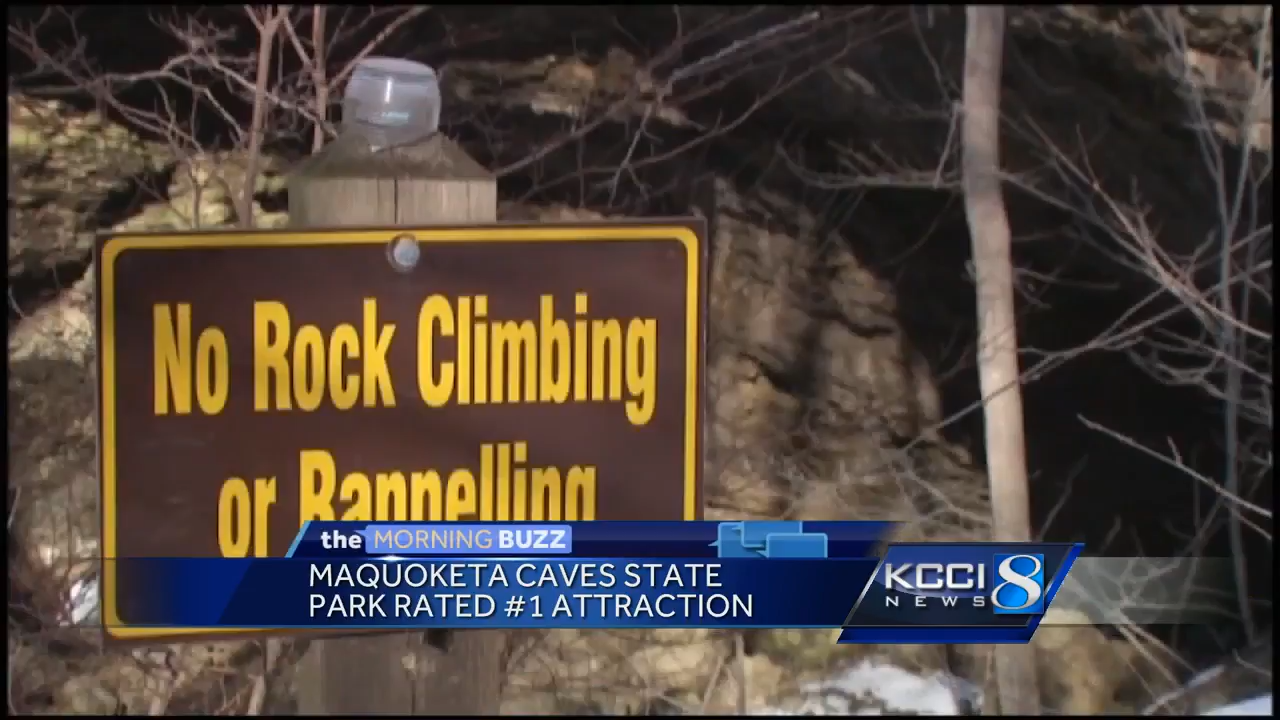 No Rock Climbing
or Rappelling
the MORNING BUZZ
MAQUOKETA CAVES STATE
PARK RATED #1 ATTRACTION
KCCI 8
NEWS